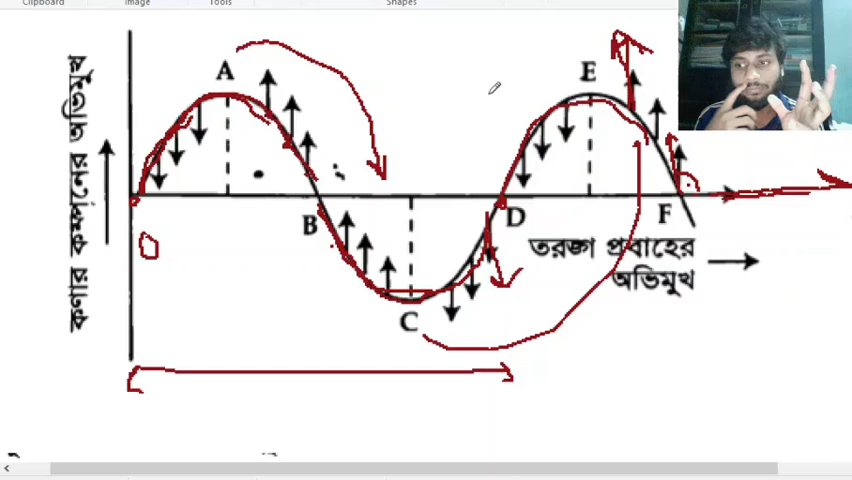 Clipboard
Image
Tools
Shapes
কণার কম্পনের অভিমুখ
A
E
B
D
F
O
তরঙ্গ প্রবাহের
অভিমুখ
C